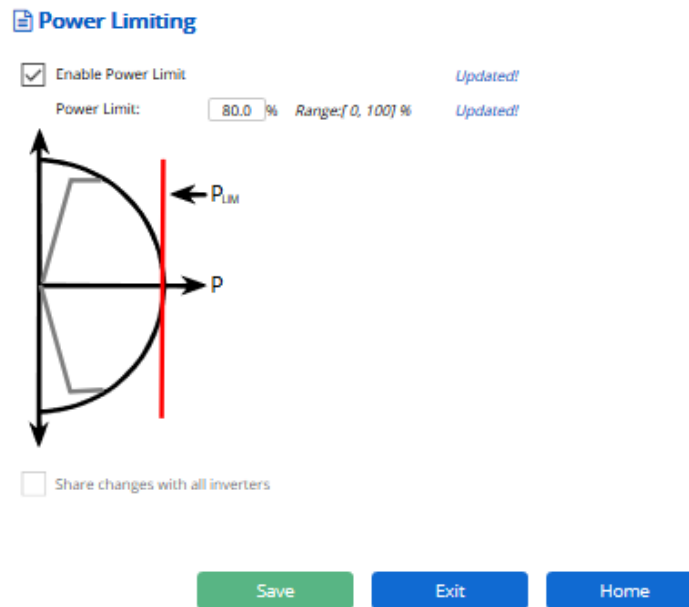 Power Limiting
Enable Power Limit Updated!
Power Limit: 80.0 % Range:[ 0, 100] % Updated!
PLIM
P
Share changes with all inverters
Save Exit Home